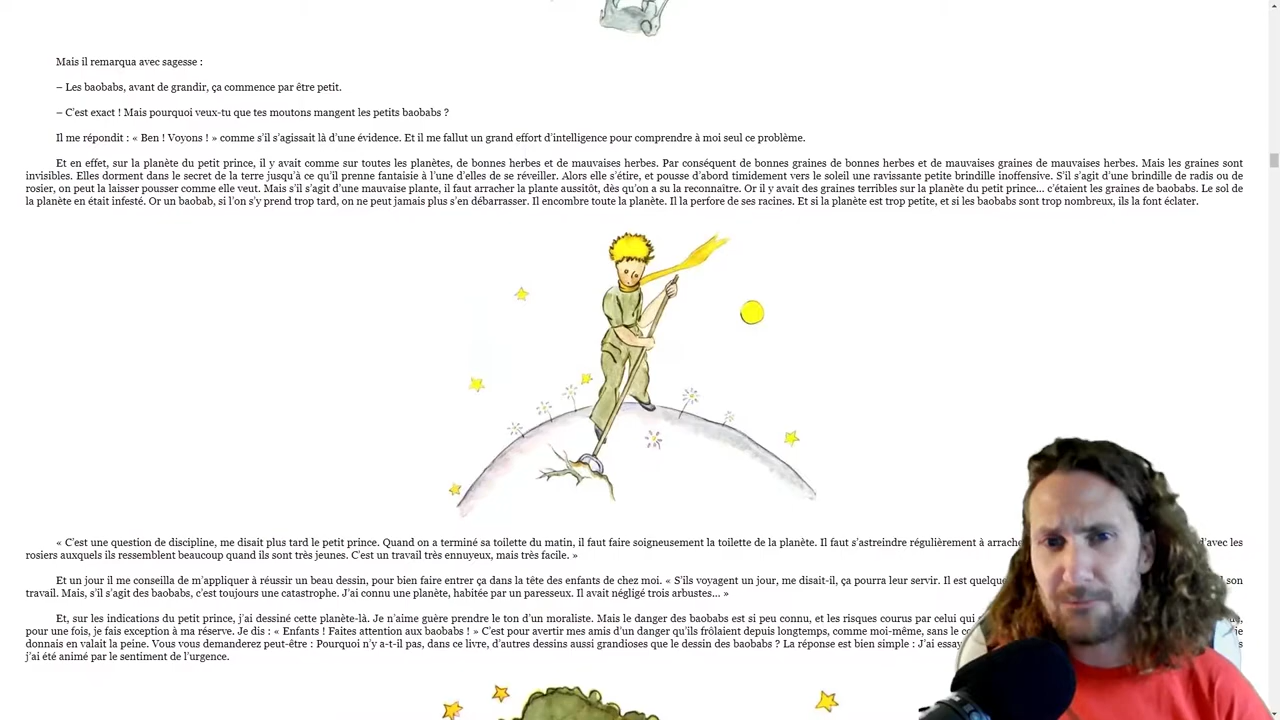 Mais il remarqua avec sagesse :
– Les baobabs, avant de grandir, ça commence par être petit.
– C'est exact ! Mais pourquoi veux-tu que tes moutons mangent les petits baobabs ?
Il me répondit : « Ben ! Voyons ! » comme s'il s'agissait là d'une évidence. Et il me fallut un grand effort d'intelligence pour comprendre à moi seul ce problème.
Et en effet, sur la planète du petit prince, il y avait comme sur toutes les planètes, de bonnes herbes et de mauvaises herbes. Par conséquent de bonnes graines de bonnes herbes et de mauvaises graines de mauvaises herbes. Mais les graines sont
invisibles. Elles dorment dans le secret de la terre jusqu'à ce qu'il prenne fantaisie à l'une d'elles de se réveiller. Alors elle s'étire, et pousse d'abord timidement vers le soleil une ravissante petite brindille inoffensive. S'il s'agit d'une brindille de radis ou de
rosier, on peut la laisser pousser comme elle veut. Mais s'il s'agit d'une mauvaise plante, il faut arracher la plante aussitôt, dès qu'on a su la reconnaître. Or il y avait des graines terribles sur la planète du petit prince... c'étaient les graines de baobabs. Le sol de
la planète en était infesté. Or un baobab, si l'on s'y prend trop tard, on ne peut jamais plus s'en débarrasser. Il encombre toute la planète. Il la perfore de ses racines. Et si la planète est trop petite, et si les baobabs sont trop nombreux, ils la font éclater.
« C'est une question de discipline, me disait plus tard le petit prince. Quand on a terminé sa toilette du matin, il faut faire soigneusement la toilette de la planète. Il faut s'astreindre régulièrement à arrache d'avec les
rosiers auxquels ils ressemblent beaucoup quand ils sont très jeunes. C'est un travail très ennuyeux, mais très facile. »
Et un jour il me conseilla de m'appliquer à réussir un beau dessin, pour bien faire entrer ça dans la tête des enfants de chez moi. « S'ils voyagent un jour, me disait-il, ça pourra leur servir. Il est quelque son
travail. Mais, s'il s'agit des baobabs, c'est toujours une catastrophe. J'ai connu une planète, habitée par un paresseux. Il avait négligé trois arbustes... »
Et, sur les indications du petit prince, j'ai dessiné cette planète-là. Je n'aime guère prendre le ton d'un moraliste. Mais le danger des baobabs est si peu connu, et les risques courus par celui qui
pour une fois, je fais exception à ma réserve. Je dis : « Enfants ! Faites attention aux baobabs ! » C'est pour avertir mes amis d'un danger qu'ils frôlaient depuis longtemps, comme moi-même, sans le je
donnais en valait la peine. Vous vous demanderez peut-être : Pourquoi n'y a-t-il pas, dans ce livre, d'autres dessins aussi grandioses que le dessin des baobabs ? La réponse est bien simple : J'ai essay s
j'ai été animé par le sentiment de l'urgence.